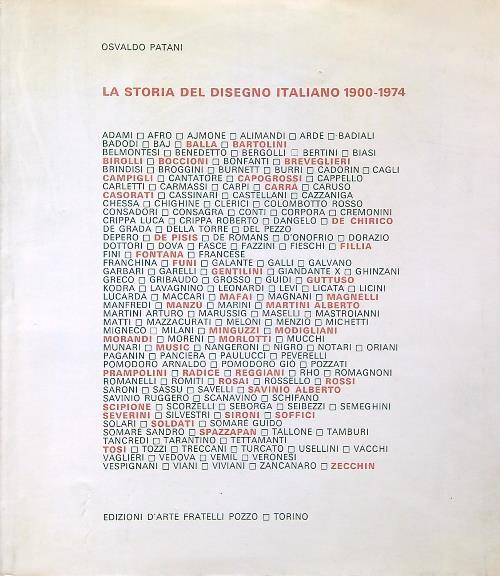 OSVALDO PATANI
LA STORIA DEL DISEGNO ITALIANO 1900-1974
ADAMI □ AFRO □ AJMONE □ ALIMANDI □ ARDE □ BADIALI
BADODI □ BAJ □ BALLA □ BARTOLINI
BELMONTESI □ BENEDETTO □ BERGOLLI □ BERTINI □ BIASI
BIROLLI □ BOCCIONI □ BONFANTI □ BREVEGLIERI
BRINDISI □ BROGGINI □ BURNETT □ BURRI □ CADORIN □ CAGLI
CAMPIGLI □ CANTATORE □ CAPOGROSSI □ CAPPELLO
CARLETTI □ CARMASSI □ CARPI □ CARRÀ □ CARUSO
CASORATI □ CASSINARI □ CASTELLANI □ CAZZANIGA
CHESSA □ CHIGHINE □ CLERICI □ COLOMBOTTO ROSSO
CONSADORI □ CONSAGRA □ CONTI □ CORPORA □ CREMONINI
CRIPPA LUCA □ CRIPPA ROBERTO □ DANGELO □ DE CHIRICO
DE GRADA □ DELLA TORRE □ DEL PEZZO
DEPERO □ DE PISIS □ DE ROMANS □ D'ONOFRIO □ DORAZIO
DOTTORI □ DOVA □ FASCE □ FAZZINI □ FIESCHI □ FILLIA
FINI □ FONTANA □ FRANCESE
FRANCHINA □ FUNI □ GALANTE □ GALLI □ GALVANO
GARBARI □ GARELLI □ GENTILINI □ GIANDANTE X □ GHINZANI
GRECO □ GRIBAUDO □ GROSSO □ GUIDI □ GUTTUSO
KODRA □ LAVAGNINO □ LEONARDI □ LEVI □ LICATA □ LICINI
LUCARDA □ MACCARI □ MAFAI □ MAGNANI □ MAGNELLI
MANFREDI □ MANZÙ □ MARINI □ MARTINI ALBERTO
MARTINI ARTURO □ MARUSSIG □ MASELLI □ MASTROIANNI
MATTI □ MAZZACURATI □ MELONI □ MENZIO □ MICHETTI
MIGNECO □ MILANI □ MINGUZZI □ MODIGLIANI
MORANDI □ MORENI □ MORLOTTI □ MUCCHI
MUNARI □ MUSIC □ NANGERONI □ NIGRO □ NOTARI □ ORIANI
PAGANIN □ PANCIERA □ PAULUCCI □ PEVERELLI
POMODORO ARNALDO □ POMODORO GIÒ □ POZZATI
PRAMPOLINI □ RADICE □ REGGIANI □ RHO □ ROMAGNONI
ROMANELLI □ ROMITI □ ROSAI □ ROSSELLO □ ROSSI
SARONI □ SASSU □ SAVELLI □ SAVINIO ALBERTO
SAVINIO RUGGERO □ SCANAVINO □ SCHIFANO
SCIPIONE □ SCORZELLI □ SEBORGA □ SEIBEZZI □ SEMEGHINI
SEVERINI □ SILVESTRI □ SIRONI □ SOFFICI
SOLARI □ SOLDATI □ SOMARÉ GUIDO
SOMARÉ SANDRO □ SPAZZAPAN □ TALLONE □ TAMBURI
TANCREDI □ TARANTINO □ TETTAMANTI
TOSI □ TOZZI □ TRECCANI □ TURCATO □ USELLINI □ VACCHI
VAGLIERI □ VEDOVA □ VEMIL □ VERONESI
VESPIGNANI □ VIANI □ VIVIANI □ ZANCANARO □ ZECCHIN
EDIZIONI D'ARTE FRATELLI POZZO □ TORINO